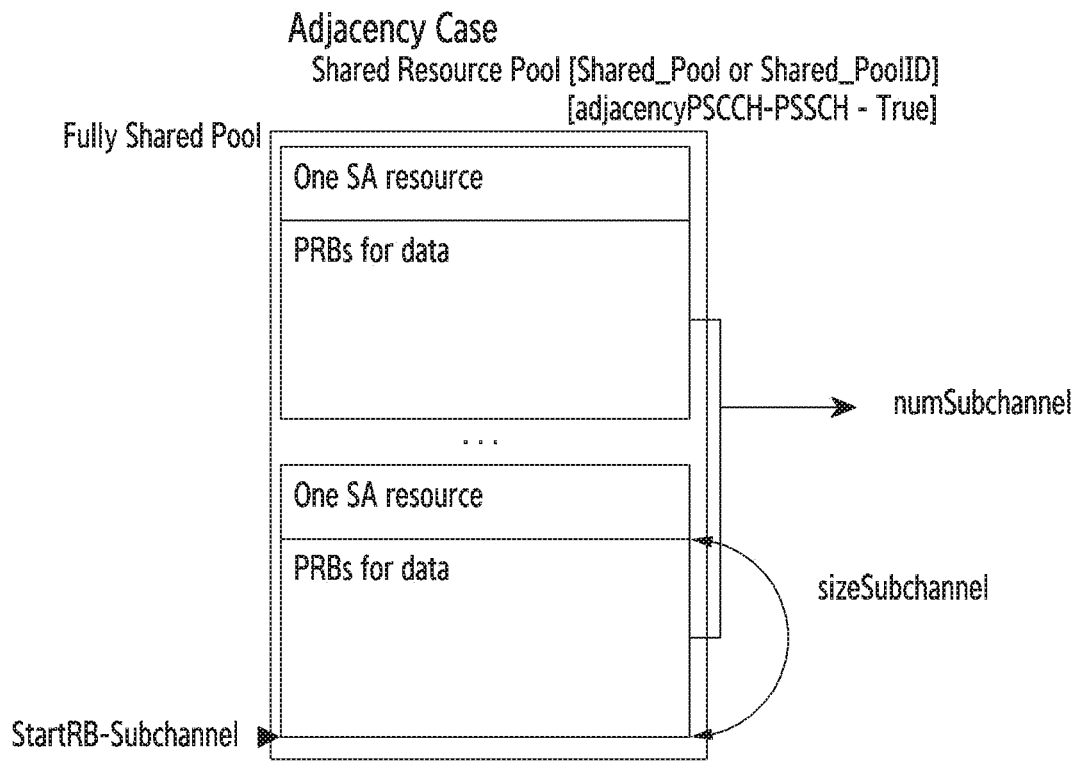 Adjacency Case
Shared Resource Pool [Shared_Pool or Shared_PoolID]
[adjacencyPSCCH-PSSCH - True]
Fully Shared Pool
One SA resource
PRBs for data
numSubchannel
...
One SA resource
PRBs for data
sizeSubchannel
StartRB-Subchannel